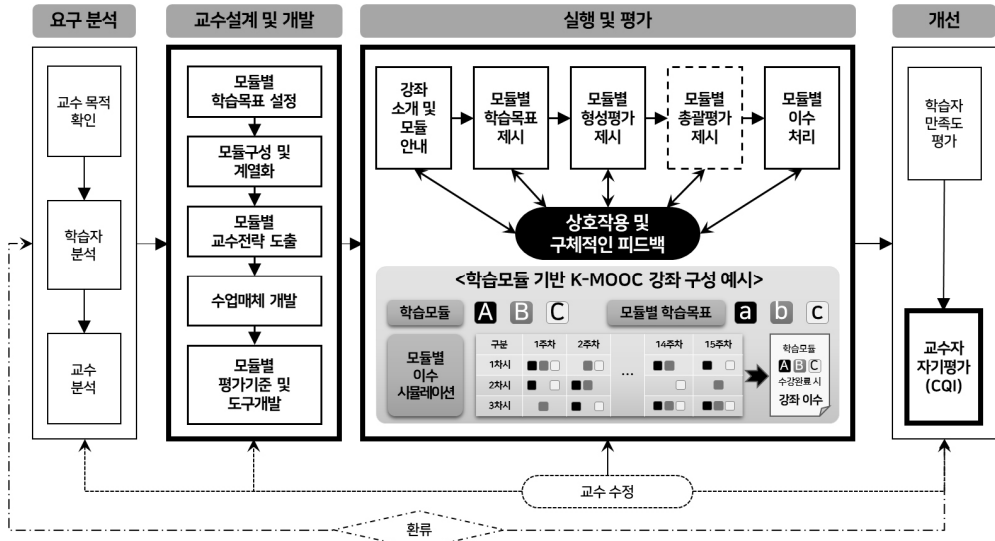 요구 분석
교수설계 및 개발
실행 및 평가
개선
교수 목적
확인
학습자
분석
교수
분석
모듈별
학습목표 설정
모듈구성 및
계열화
모듈별
교수전략 도출
수업매체 개발
모듈별
평가기준 및
도구개발
강좌
소개 및
모듈
안내
모듈별
학습목표
제시
모듈별
형성평가
제시
모듈별
총괄평가
제시
모듈별
이수
처리
상호작용 및
구체적인 피드백
<학습모듈 기반 K-MOOC 강좌 구성 예시>
학습모듈 A B C 모듈별 학습목표 a b c
모듈별
이수
시뮬레이션
구분 1주차 2주차 14주차 15주차
1차시
2차시
...
3차시
학습모듈
A B C
수강완료 시
강좌 이수
학습자
만족도
평가
교수자
자기평가
(CQI)
교수 수정
환류